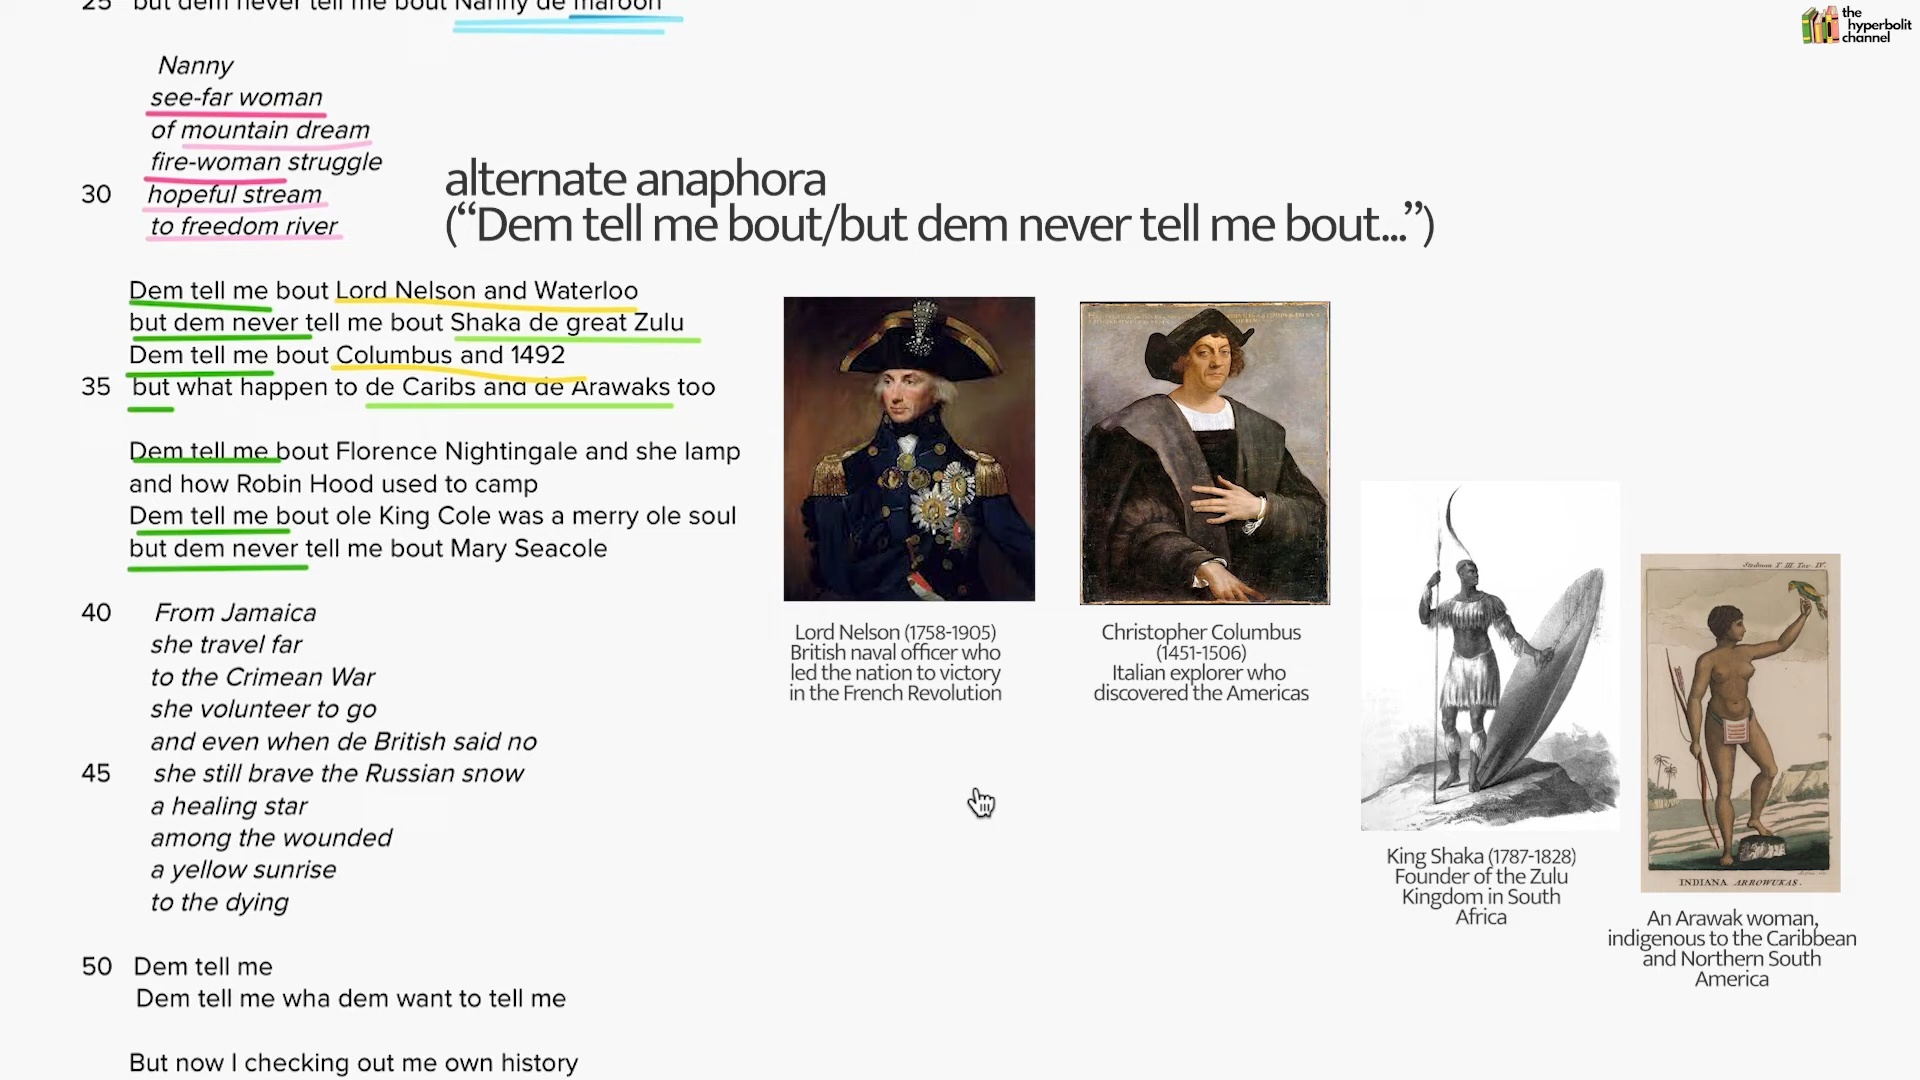 25 but dem never tell me bout Nanny de maroon
the
hyperbolit
channel
Nanny
see-far woman
of mountain dream
fire-woman struggle
30 hopeful stream
to freedom river
alternate anaphora
(“Dem tell me bout/but dem never tell me bout...”)
Dem tell me bout Lord Nelson and Waterloo
but dem never tell me bout Shaka de great Zulu
Dem tell me bout Columbus and 1492
35 but what happen to de Caribs and de Arawaks too
Dem tell me bout Florence Nightingale and she lamp
and how Robin Hood used to camp
Dem tell me bout ole King Cole was a merry ole soul
but dem never tell me bout Mary Seacole
40 From Jamaica
she travel far
to the Crimean War
she volunteer to go
and even when de British said no
45 she still brave the Russian snow
a healing star
among the wounded
a yellow sunrise
to the dying
50 Dem tell me
Dem tell me wha dem want to tell me
But now I checking out me own history
Lord Nelson (1758-1905)
British naval officer who
led the nation to victory
in the French Revolution
Christopher Columbus
(1451-1506)
Italian explorer who
discovered the Americas
King Shaka (1787-1828)
Founder of the Zulu
Kingdom in South
Africa
INDIANA ARROWUKAS.
An Arawak woman,
indigenous to the Caribbean
and Northern South
America